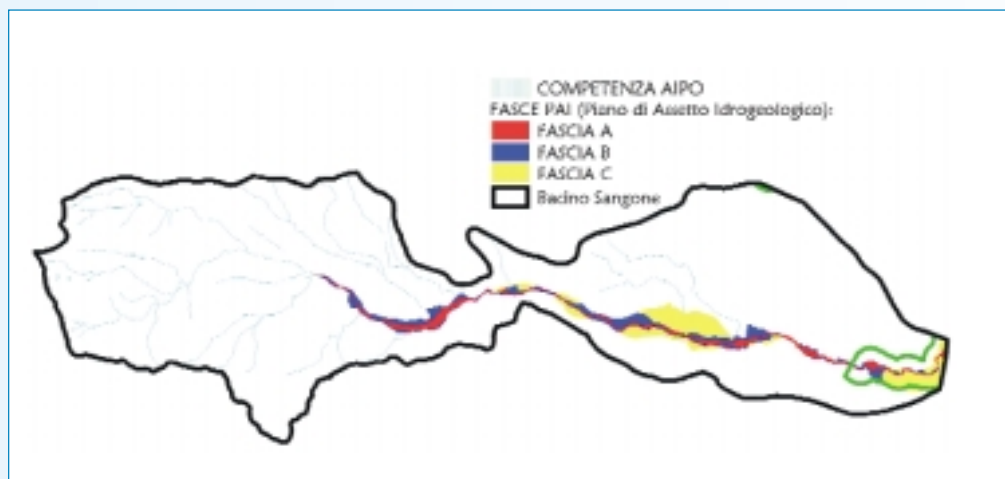 COMPETENZA AIPO
FASCE PAI (Piano di Assetto Idrogeologico):
FASCIA A
FASCIA B
FASCIA C
Bacino Sangone